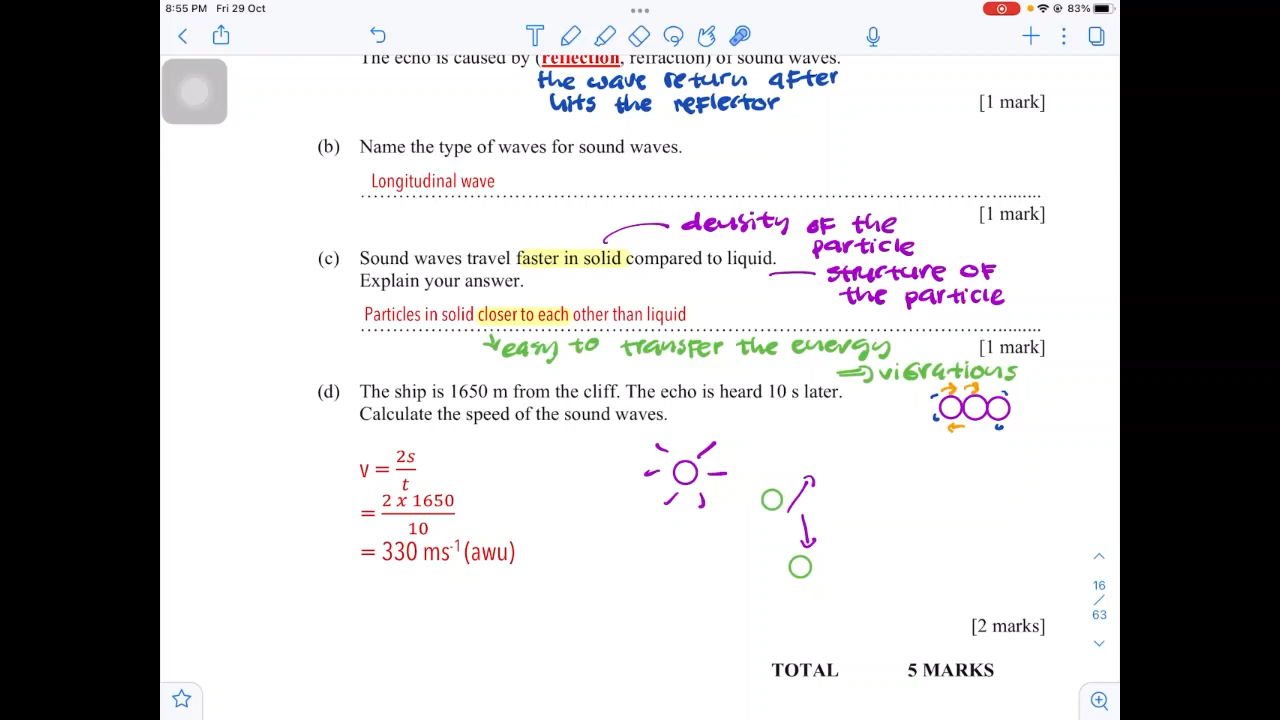 8:55 PM Fri 29 Oct
83%
The echo is caused by (reflection, refraction) of sound waves.
the wave return after
hits the reflector
[1 mark]
(b) Name the type of waves for sound waves.
Longitudinal wave
[1 mark]
density of the
particle
(c) Sound waves travel faster in solid compared to liquid.
structure of
the particle
Explain your answer.
Particles in solid closer to each other than liquid
easy to transfer the energy
[1 mark]
⇒ vibrations
(d) The ship is 1650 m from the cliff. The echo is heard 10 s later.
Calculate the speed of the sound waves.
v = 2s/t
= 2 x 1650/10
= 330 ms⁻¹ (awu)
16
/
63
[2 marks]
TOTAL 5 MARKS